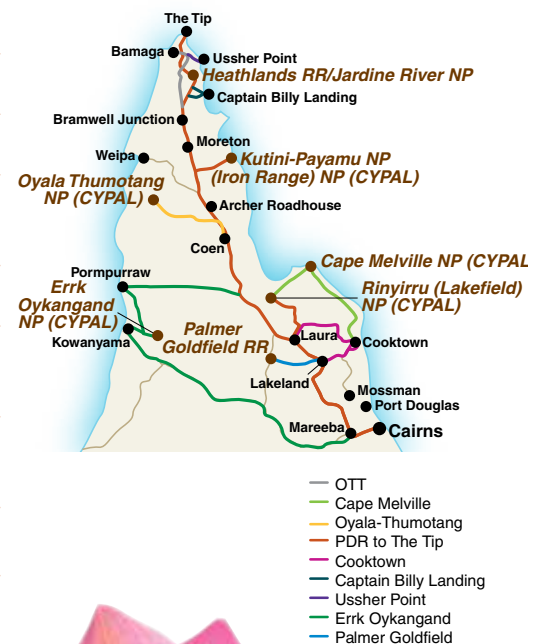 The Tip
Bamaga
Ussher Point
Heathlands RR/Jardine River NP
Captain Billy Landing
Bramwell Junction
Moreton
Weipa
Kutini-Payamu NP
(Iron Range) NP (CYPAL)
Oyala Thumotang
NP (CYPAL)
Archer Roadhouse
Coen
Cape Melville NP (CYPAL
Pormpurraw
Rinyirru (Lakefield)
NP (CYPAL)
Errk
Oykangand
NP (CYPAL)
Kowanyama
Palmer
Goldfield RR
Laura
Cooktown
Lakeland
Mossman
Port Douglas
Mareeba
Cairns
OTT
Cape Melville
Oyala-Thumotang
PDR to The Tip
Cooktown
Captain Billy Landing
Ussher Point
Errk Oykangand
Palmer Goldfield